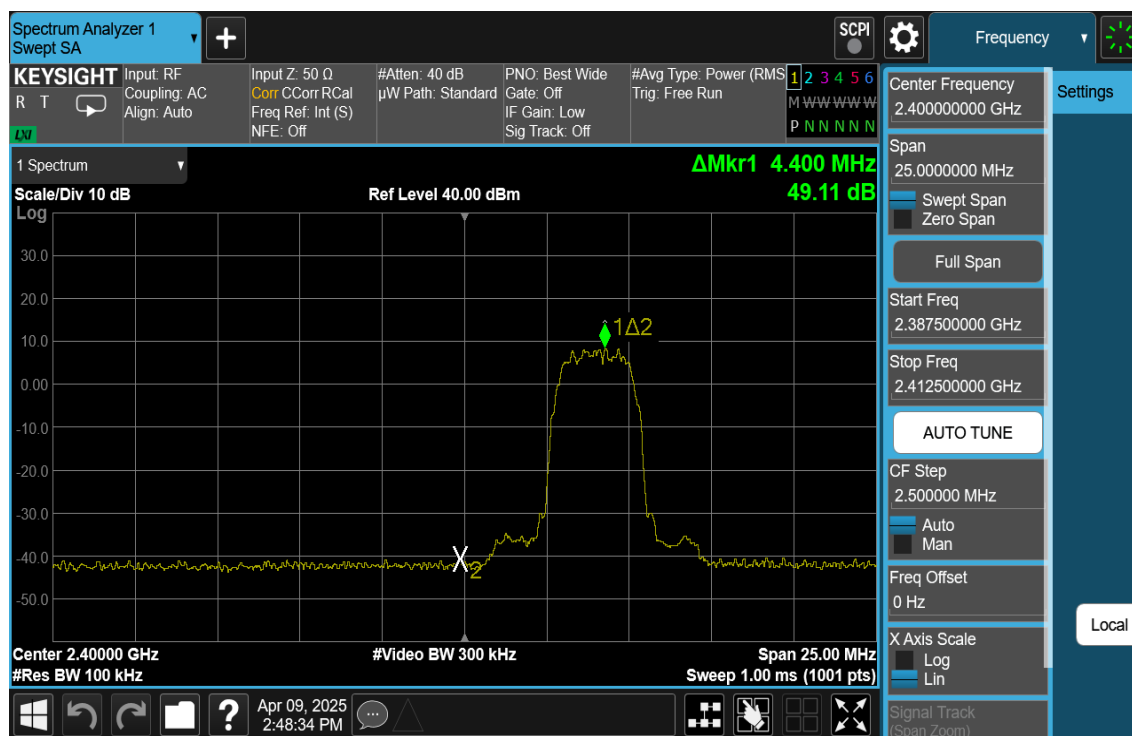 Spectrum Analyzer 1
Swept SA
SCPI
Frequency
KEYSIGHT
R T
LXI
Input: RF
Coupling: AC
Align: Auto
Input Z: 50 Ω
Corr CCorr RCal
Freq Ref: Int (S)
NFE: Off
#Atten: 40 dB
µW Path: Standard
PNO: Best Wide
Gate: Off
IF Gain: Low
Sig Track: Off
#Avg Type: Power (RMS
Trig: Free Run
1 2 3 4 5 6
M W W W W W
P N N N N N
1 Spectrum
ΔMkr1 4.400 MHz
49.11 dB
Scale/Div 10 dB
Ref Level 40.00 dBm
Log
30.0
20.0
10.0
0.00
-10.0
-20.0
-30.0
-40.0
-50.0
1Δ2
X2
Center 2.40000 GHz
#Video BW 300 kHz
Span 25.00 MHz
#Res BW 100 kHz
Sweep 1.00 ms (1001 pts)
Apr 09, 2025
2:48:34 PM
Center Frequency
2.400000000 GHz
Settings
Span
25.0000000 MHz
Swept Span
Zero Span
Full Span
Start Freq
2.387500000 GHz
Stop Freq
2.412500000 GHz
AUTO TUNE
CF Step
2.500000 MHz
Auto
Man
Freq Offset
0 Hz
Local
X Axis Scale
Log
Lin
Signal Track
(Span Zoom)